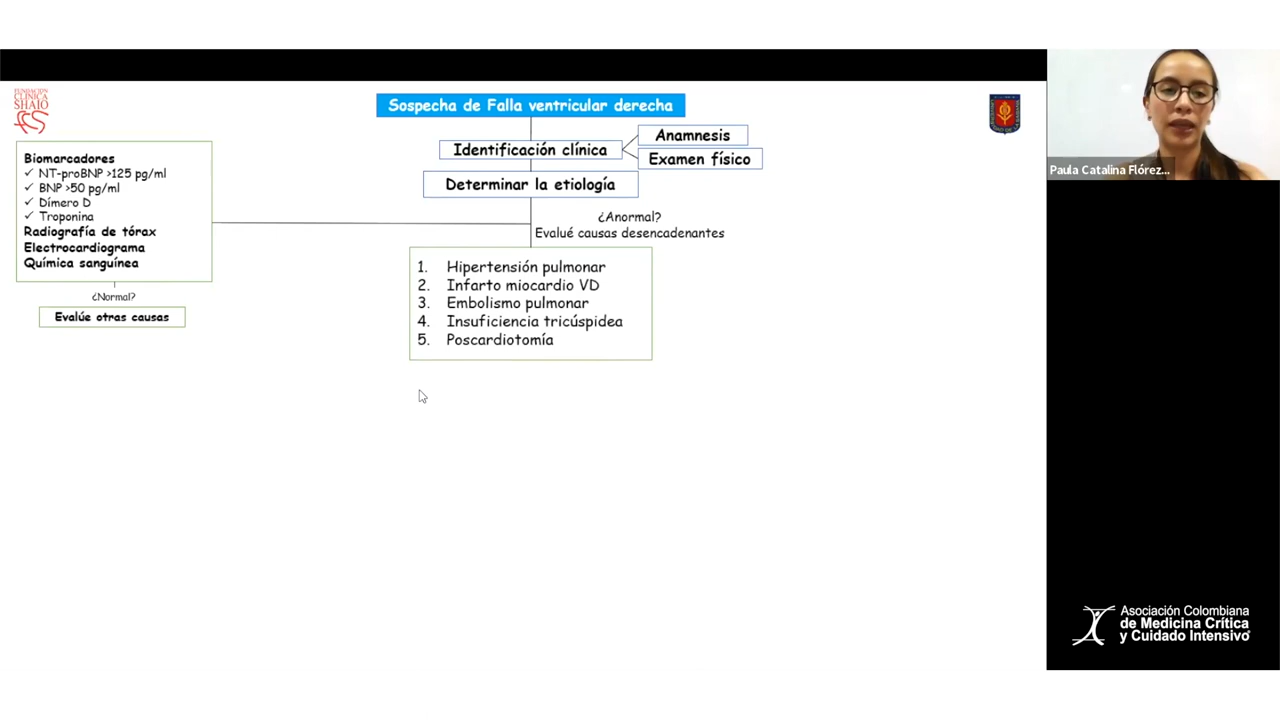 FUNDACIÓN
CLÍNICA
SHAIO
Sospecha de Falla ventricular derecha
Identificación clínica
Anamnesis
Examen físico
Determinar la etiología
Biomarcadores
✓ NT-proBNP >125 pg/ml
✓ BNP >50 pg/ml
✓ Dímero D
✓ Troponina
Radiografía de tórax
Electrocardiograma
Química sanguínea
¿Normal?
Evalúe otras causas
¿Anormal?
Evalué causas desencadenantes
1. Hipertensión pulmonar
2. Infarto miocardio VD
3. Embolismo pulmonar
4. Insuficiencia tricúspidea
5. Poscardiotomía
Paula Catalina Flórez...
Asociación Colombiana
de Medicina Crítica
y Cuidado Intensivo